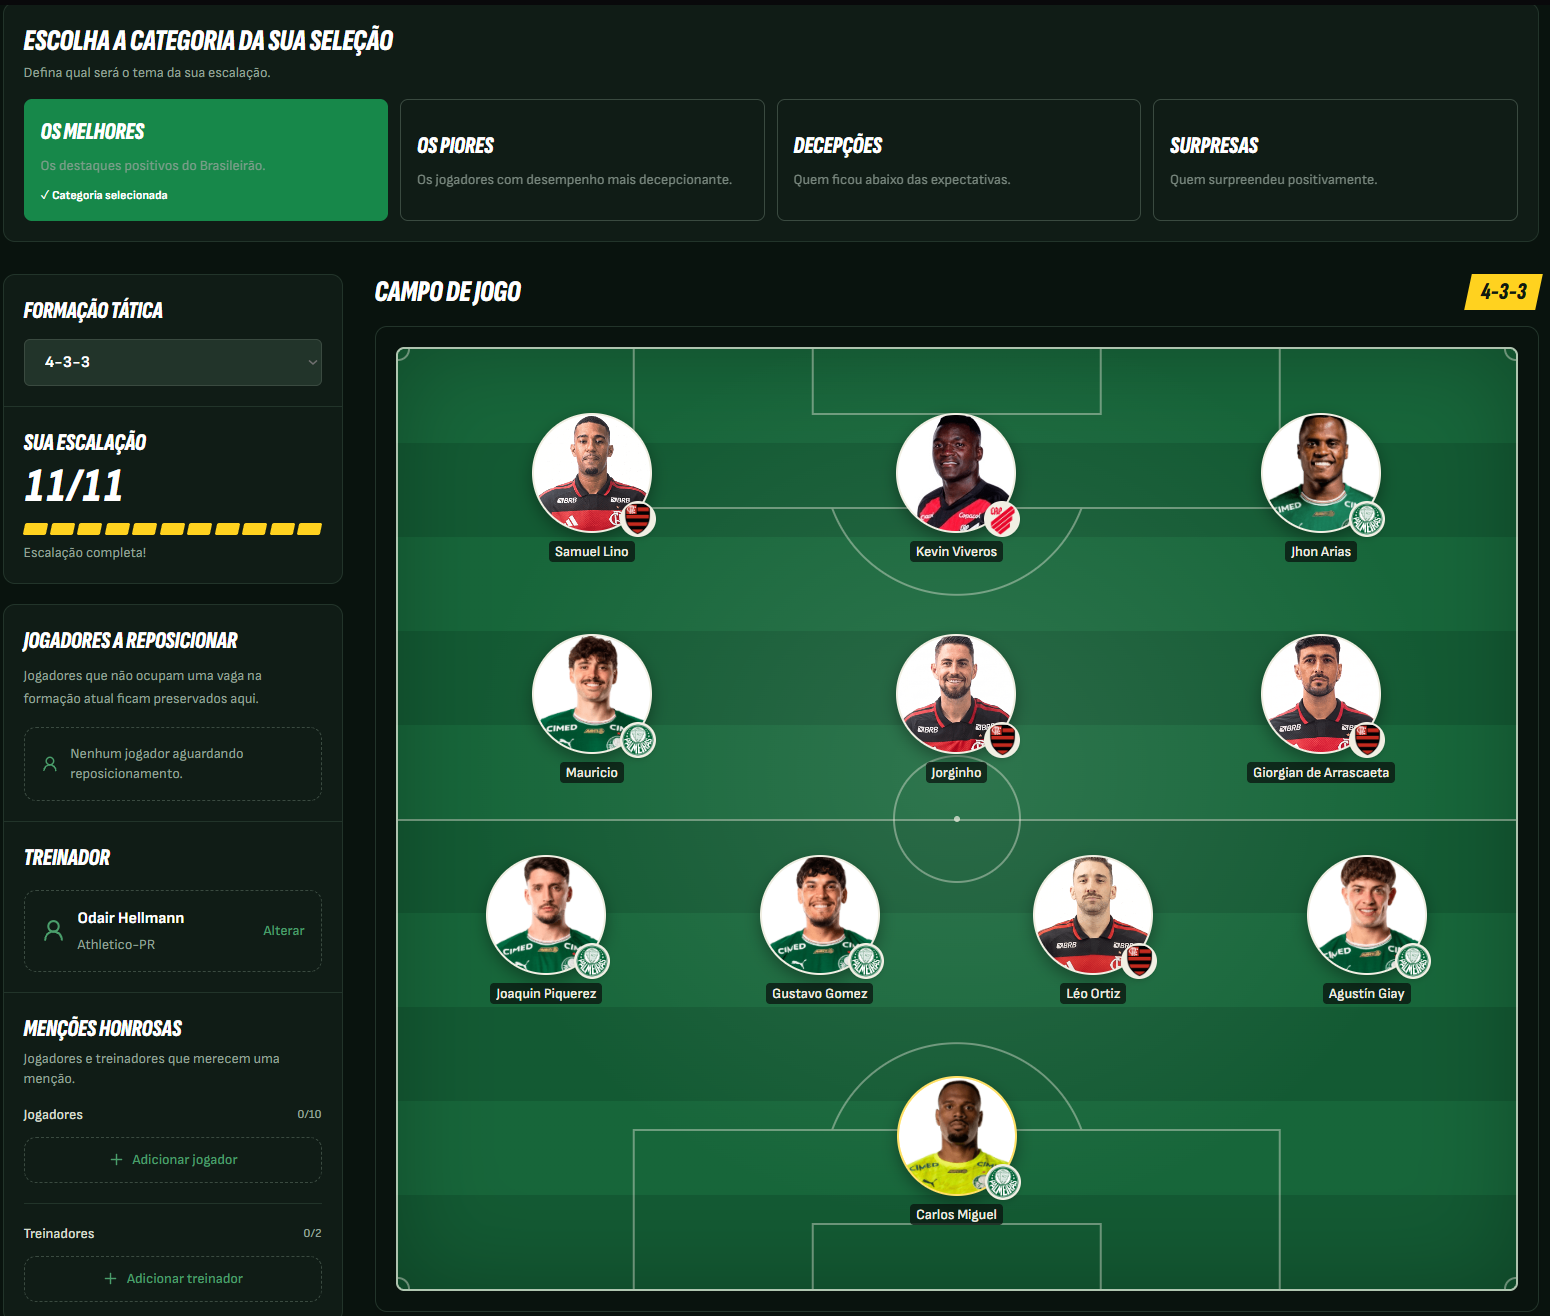 ESCOLHA A CATEGORIA DA SUA SELEÇÃO
Defina qual será o tema da sua escalação.
OS MELHORES
Os destaques positivos do Brasileirão.
✓ Categoria selecionada
OS PIORES
Os jogadores com desempenho mais decepcionante.
DECEPÇÕES
Quem ficou abaixo das expectativas.
SURPRESAS
Quem surpreendeu positivamente.
FORMAÇÃO TÁTICA
4-3-3
SUA ESCALAÇÃO
11/11
Escalação completa!
JOGADORES A REPOSICIONAR
Jogadores que não ocupam uma vaga na
formação atual ficam preservados aqui.
Nenhum jogador aguardando
reposicionamento.
TREINADOR
Odair Hellmann
Athletico-PR
Alterar
MENÇÕES HONROSAS
Jogadores e treinadores que merecem uma
menção.
Jogadores
0/10
+ Adicionar jogador
Treinadores
0/2
+ Adicionar treinador
CAMPO DE JOGO
4-3-3
Samuel Lino
Kevin Viveros
Jhon Arias
Mauricio
Jorginho
Giorgian de Arrascaeta
Joaquin Piquerez
Gustavo Gomez
Léo Ortiz
Agustín Giay
Carlos Miguel